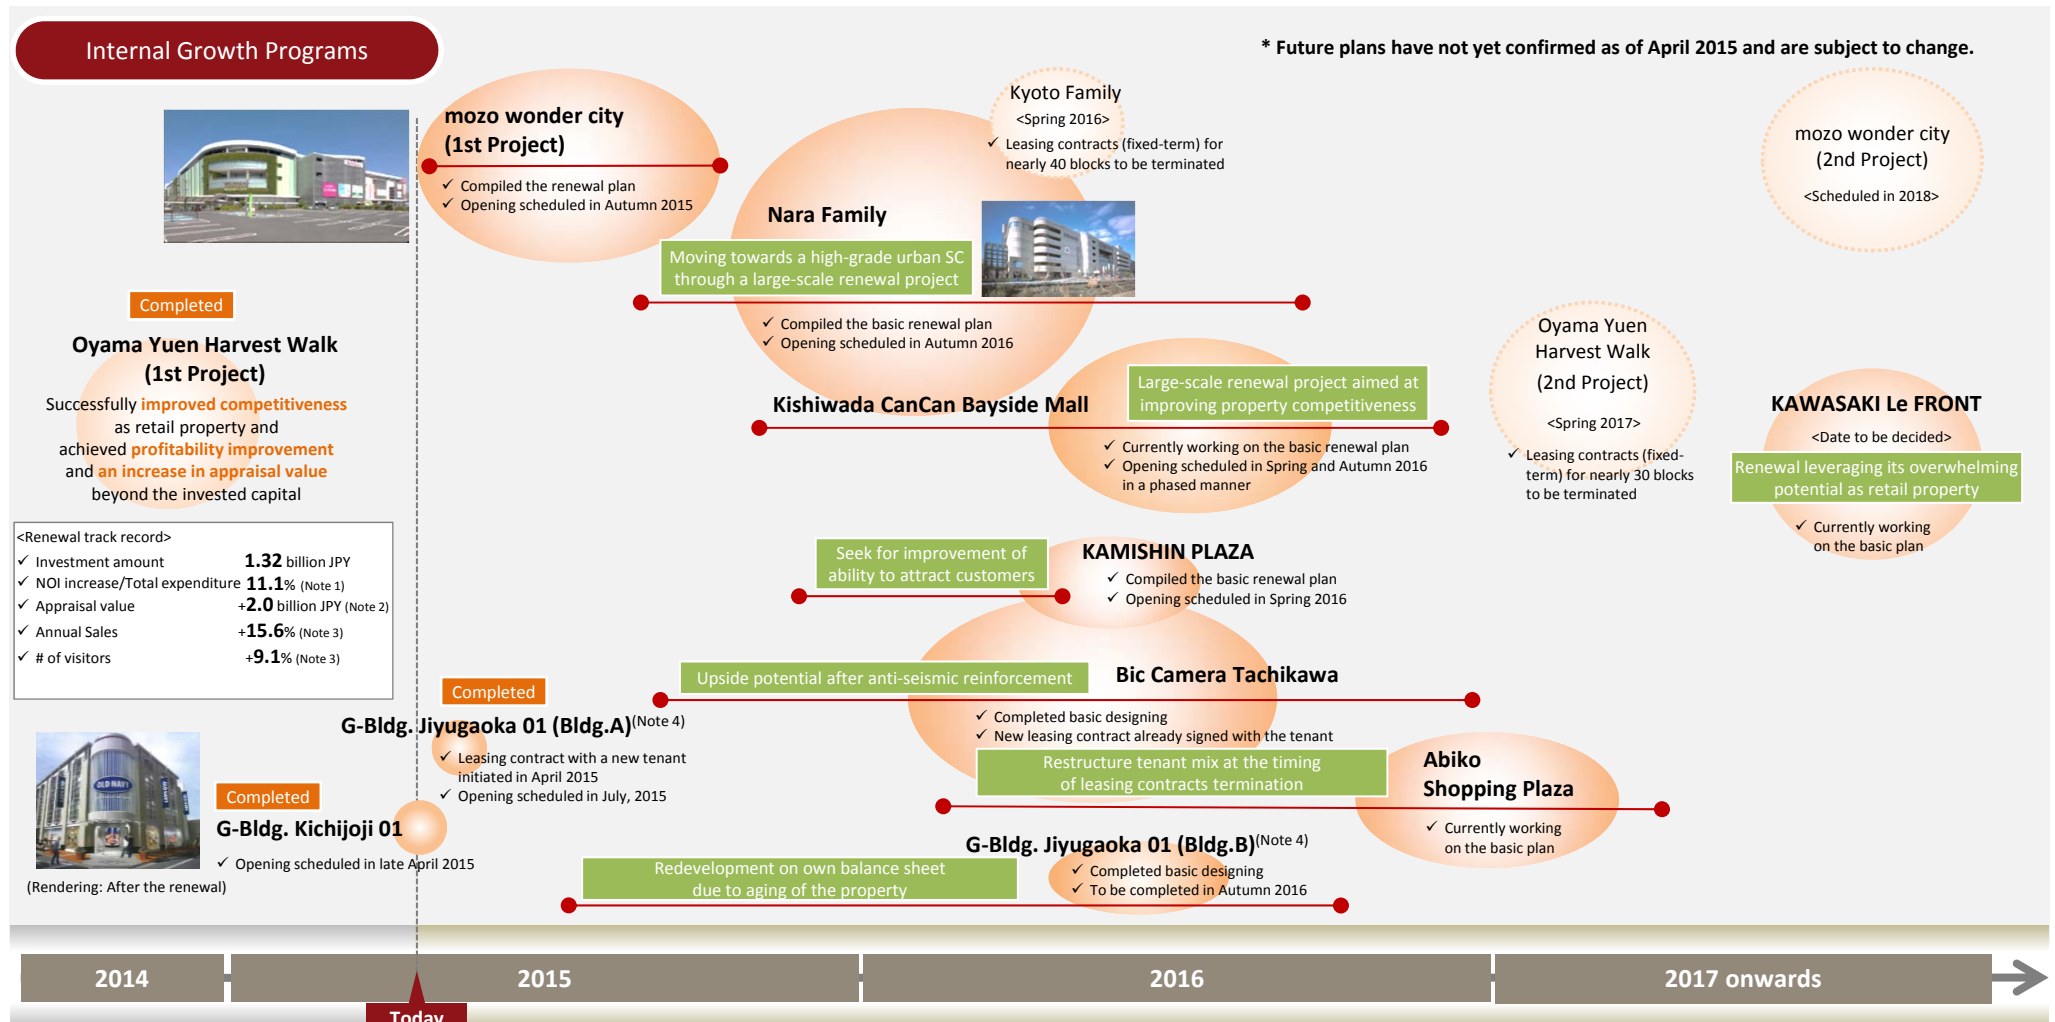 Internal Growth Programs
* Future plans have not yet confirmed as of April 2015 and are subject to change.
mozo wonder city
(1st Project)
✓ Compiled the renewal plan
✓ Opening scheduled in Autumn 2015
Kyoto Family
<Spring 2016>
✓ Leasing contracts (fixed-term) for
nearly 40 blocks to be terminated
mozo wonder city
(2nd Project)
<Scheduled in 2018>
Nara Family
Moving towards a high-grade urban SC
through a large-scale renewal project
✓ Compiled the basic renewal plan
✓ Opening scheduled in Autumn 2016
Completed
Oyama Yuen Harvest Walk
(1st Project)
Successfully improved competitiveness
as retail property and
achieved profitability improvement
and an increase in appraisal value
beyond the invested capital
<Renewal track record>
✓ Investment amount 1.32 billion JPY
✓ NOI increase/Total expenditure 11.1% (Note 1)
✓ Appraisal value +2.0 billion JPY (Note 2)
✓ Annual Sales +15.6% (Note 3)
✓ # of visitors +9.1% (Note 3)
Kishiwada CanCan Bayside Mall
Large-scale renewal project aimed at
improving property competitiveness
✓ Currently working on the basic renewal plan
✓ Opening scheduled in Spring and Autumn 2016
in a phased manner
Oyama Yuen
Harvest Walk
(2nd Project)
<Spring 2017>
✓ Leasing contracts (fixed-
term) for nearly 30 blocks
to be terminated
KAWASAKI Le FRONT
<Date to be decided>
Renewal leveraging its overwhelming
potential as retail property
✓ Currently working
on the basic plan
Seek for improvement of
ability to attract customers
KAMISHIN PLAZA
✓ Compiled the basic renewal plan
✓ Opening scheduled in Spring 2016
Upside potential after anti-seismic reinforcement
Bic Camera Tachikawa
✓ Completed basic designing
✓ New leasing contract already signed with the tenant
Completed
G-Bldg. Jiyugaoka 01 (Bldg.A)(Note 4)
✓ Leasing contract with a new tenant
initiated in April 2015
✓ Opening scheduled in July, 2015
Restructure tenant mix at the timing
of leasing contracts termination
Abiko
Shopping Plaza
✓ Currently working
on the basic plan
OLD NAVY
(Rendering: After the renewal)
Completed
G-Bldg. Kichijoji 01
✓ Opening scheduled in late April 2015
G-Bldg. Jiyugaoka 01 (Bldg.B)(Note 4)
Redevelopment on own balance sheet
due to aging of the property
✓ Completed basic designing
✓ To be completed in Autumn 2016
2014
2015
2016
2017 onwards
Today